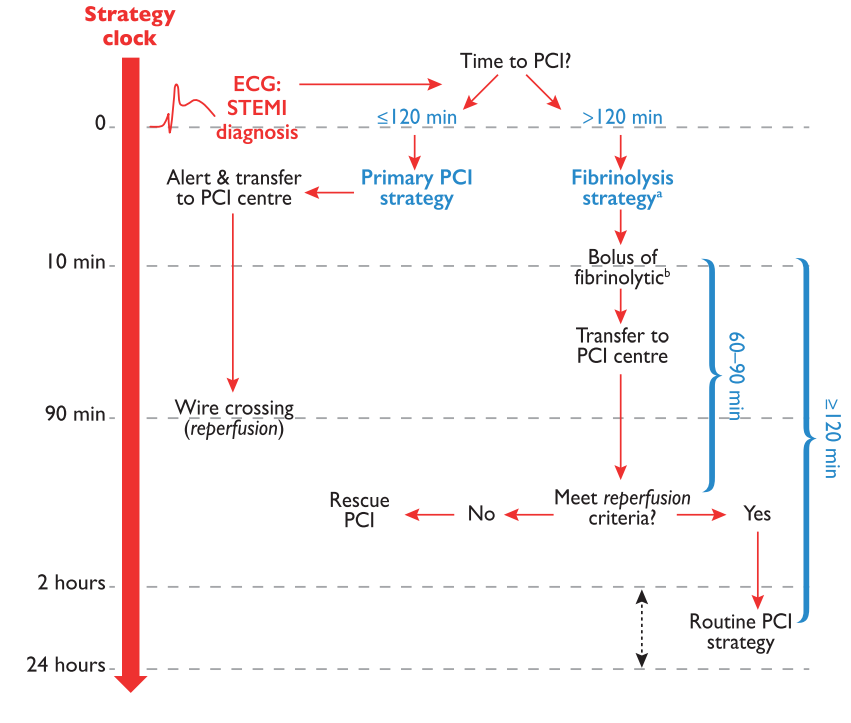 Strategy
clock
Time to PCI?
ECG:
STEMI
diagnosis
≤120 min
>120 min
0
Alert & transfer
to PCI centre
Primary PCI
strategy
Fibrinolysis
strategyᵃ
10 min
Bolus of
fibrinolyticᵇ
Transfer to
PCI centre
60–90 min
≥120 min
90 min
Wire crossing
(reperfusion)
Rescue
PCI
No
Meet reperfusion
criteria?
Yes
2 hours
Routine PCI
strategy
24 hours